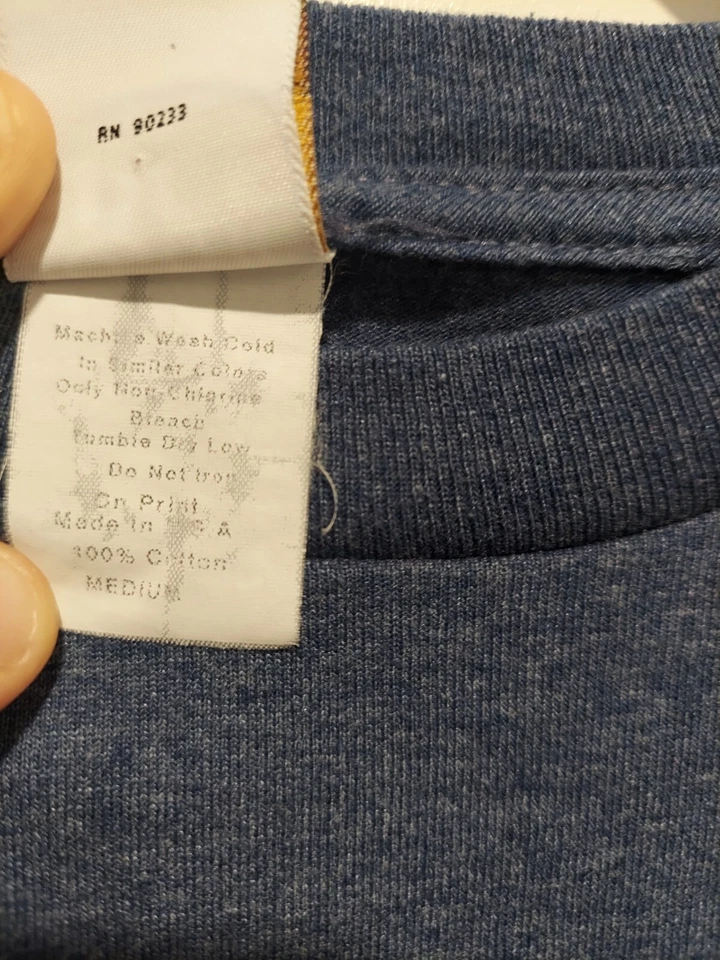 RN 90233
Machine Wash Cold
In Similar Colors
Only Non-Chlorine
Bleach
Tumble Dry Low
Do Not Iron
On Print
Made in U S A
100% Cotton
MEDIUM